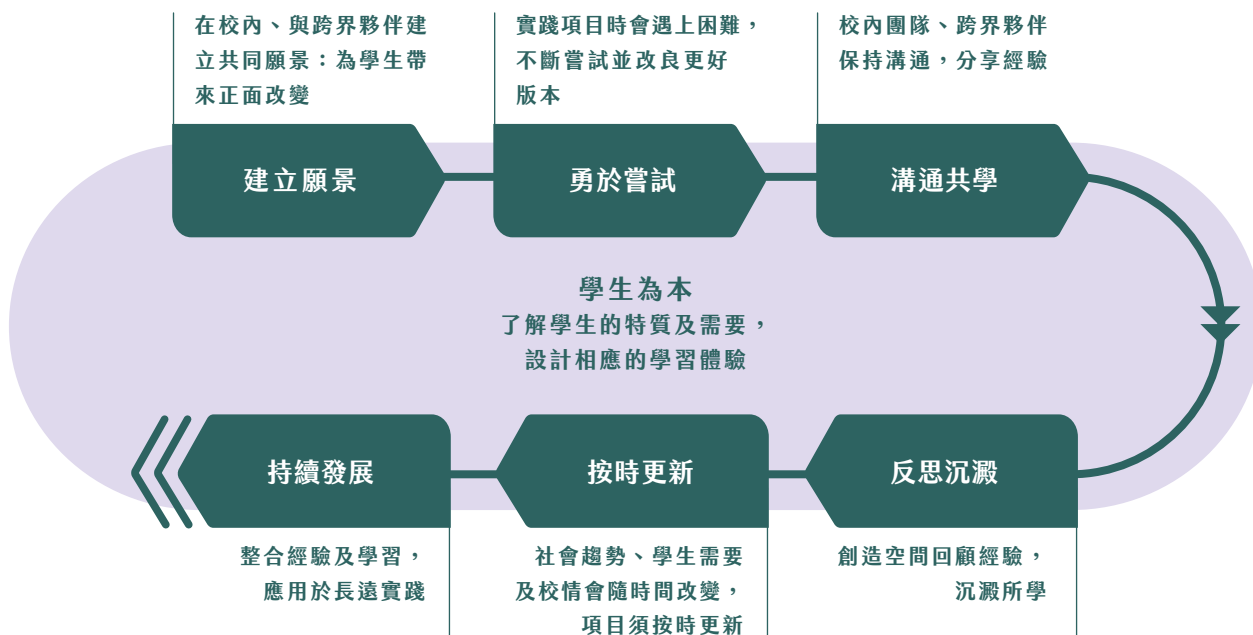 在校內、與跨界夥伴建
立共同願景：為學生帶
來正面改變
建立願景
實踐項目時會遇上困難，
不斷嘗試並改良更好
版本
勇於嘗試
校內團隊、跨界夥伴
保持溝通，分享經驗
溝通共學
學生為本
了解學生的特質及需要，
設計相應的學習體驗
反思沉澱
創造空間回顧經驗，
沉澱所學
按時更新
社會趨勢、學生需要
及校情會隨時間改變，
項目須按時更新
持續發展
整合經驗及學習，
應用於長遠實踐